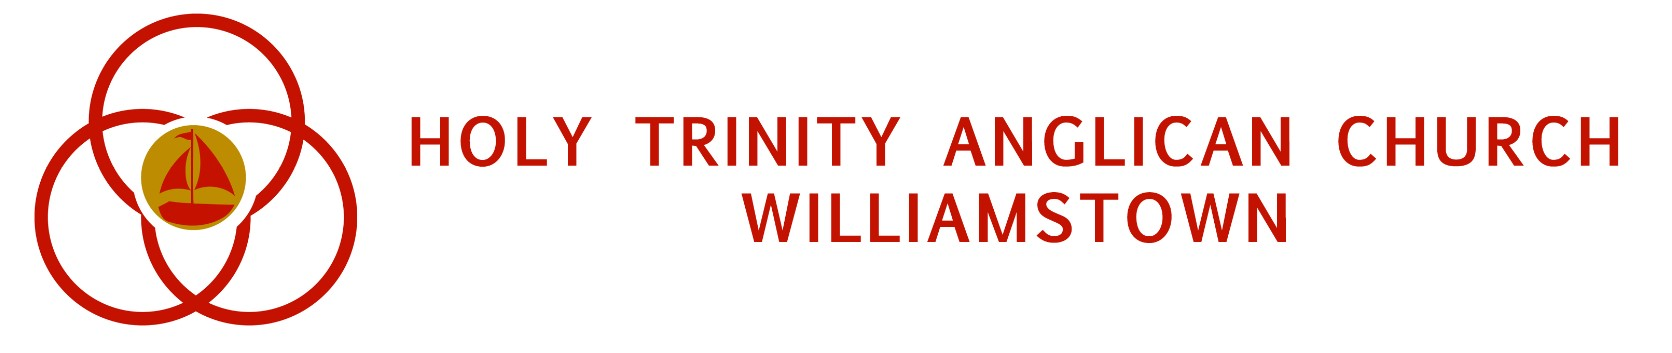 HOLY TRINITY ANGLICAN CHURCH
WILLIAMSTOWN